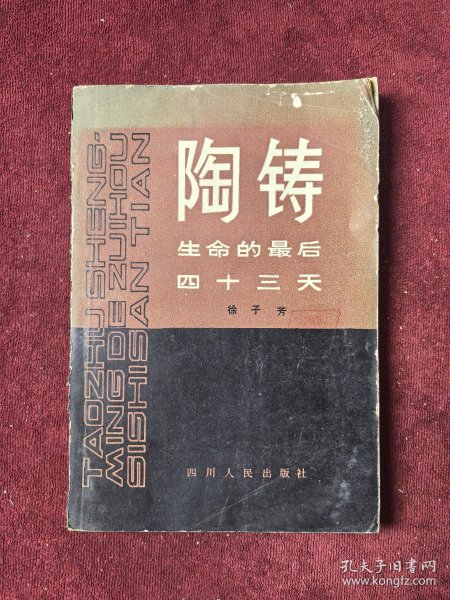 陶铸
生命的最后
四十三天
徐子芳
TAOZHU SHENG,
MING DE ZUIHOU
SISHISAN TIAN
四川人民出版社
孔夫子旧书网
www.kongfz.com